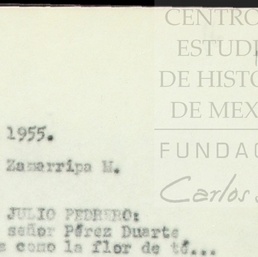 CENTRO
ESTUD
DE HISTO
DE MEX
FUNDAC
Carlos S
1955.
Zamarripa M.
JULIO PEDRERO:
señor Pérez Duarte
como la flor de té...